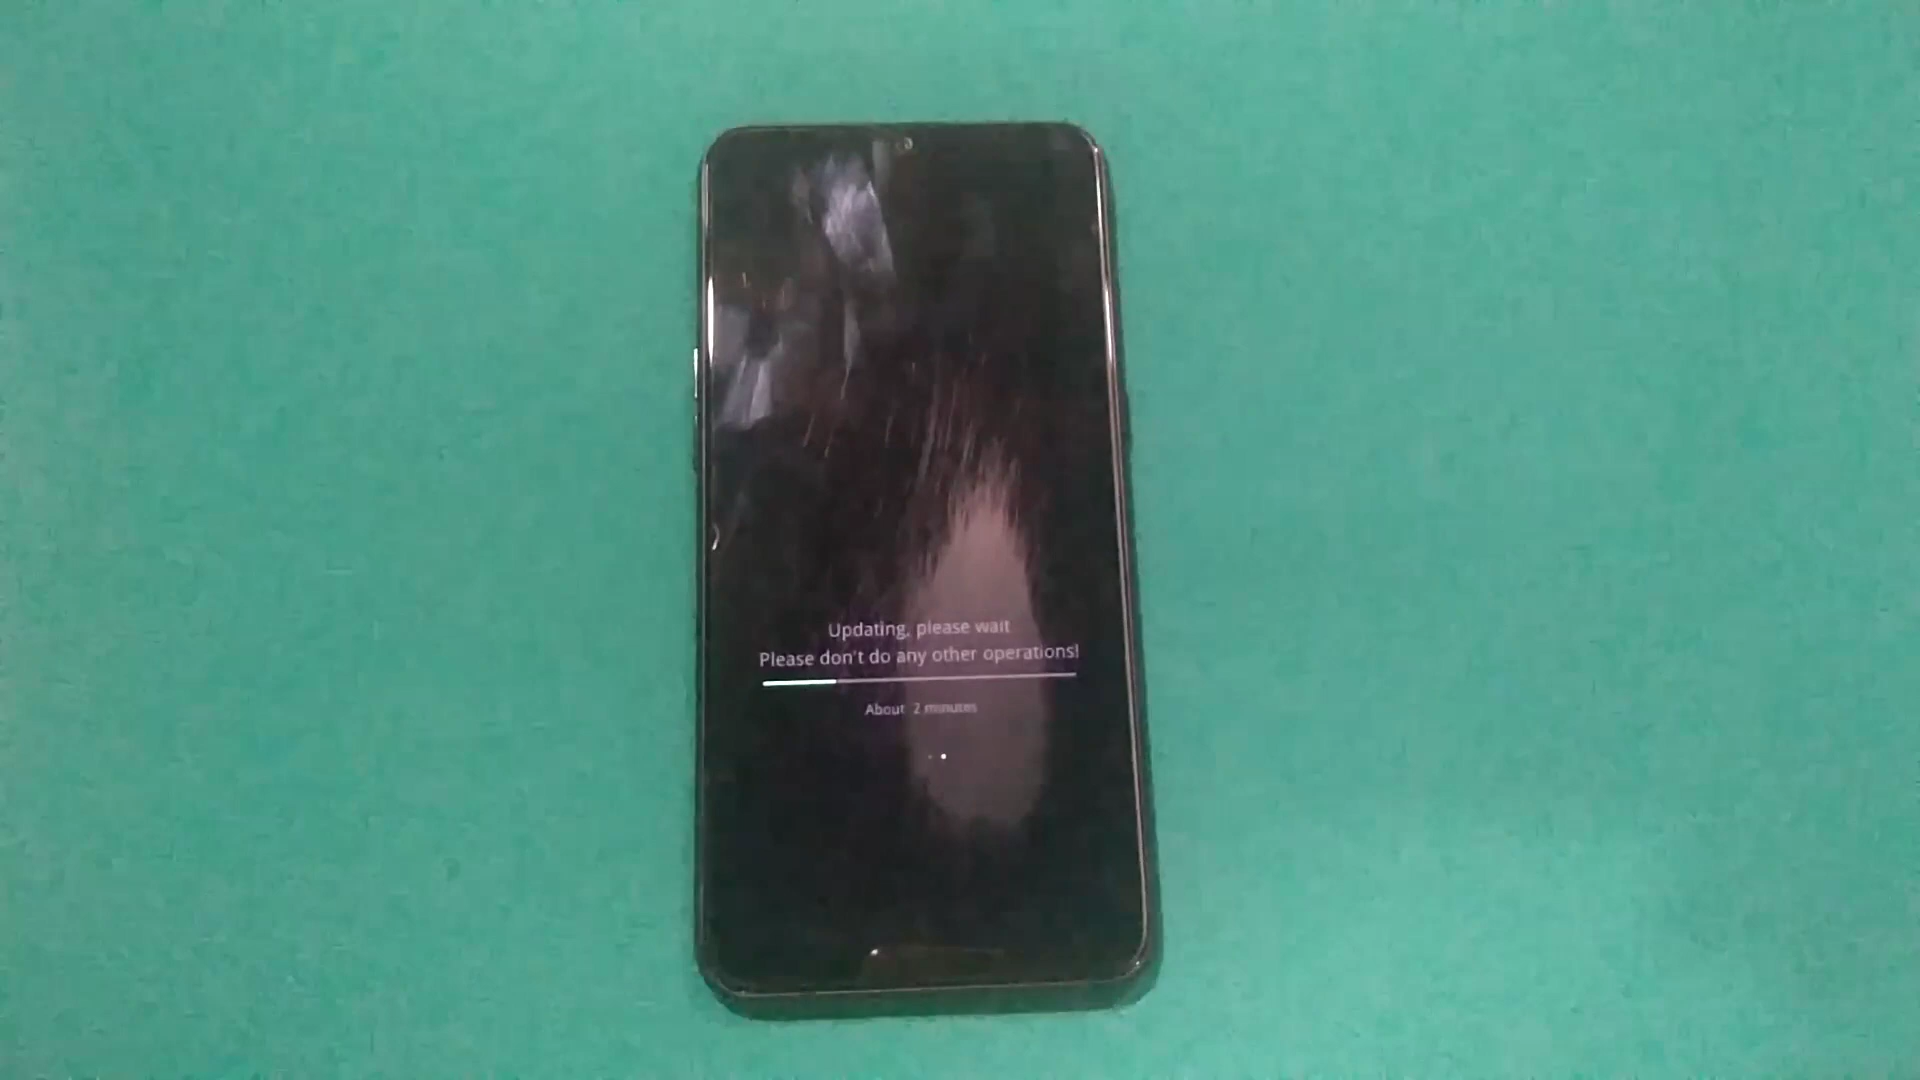 Updating, please wait
Please don't do any other operations!
About 2 minutes